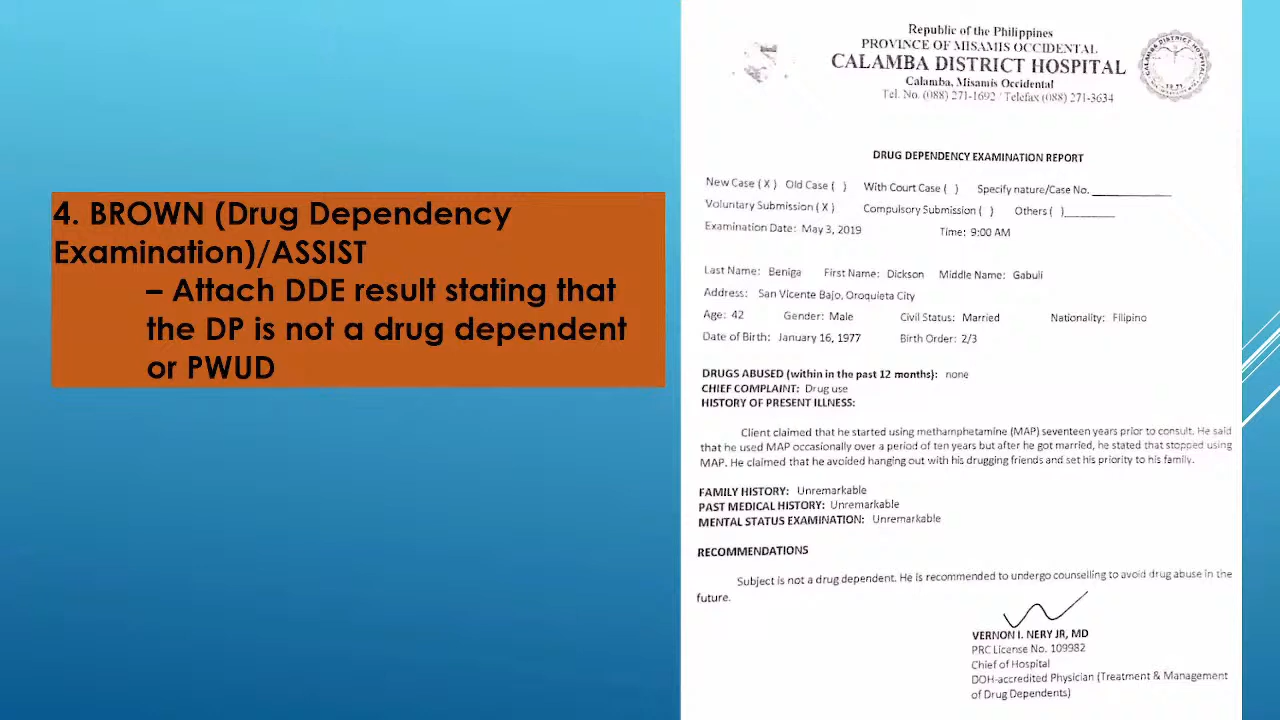 4. BROWN (Drug Dependency
Examination)/ASSIST
– Attach DDE result stating that
the DP is not a drug dependent
or PWUD
Republic of the Philippines
PROVINCE OF MISAMIS OCCIDENTAL
CALAMBA DISTRICT HOSPITAL
Calamba, Misamis Occidental
Tel. No. (088) 271-1692 / Telefax (088) 271-3634
DRUG DEPENDENCY EXAMINATION REPORT
New Case ( X ) Old Case ( ) With Court Case ( ) Specify nature/Case No. ____________
Voluntary Submission ( X ) Compulsory Submission ( ) Others ( )________
Examination Date: May 3, 2019 Time: 9:00 AM
Last Name: Beniga First Name: Dickson Middle Name: Gabuli
Address: San Vicente Bajo, Oroquieta City
Age: 42 Gender: Male Civil Status: Married Nationality: Filipino
Date of Birth: January 16, 1977 Birth Order: 2/3
DRUGS ABUSED (within in the past 12 months): none
CHIEF COMPLAINT: Drug use
HISTORY OF PRESENT ILLNESS:
Client claimed that he started using methamphetamine (MAP) seventeen years prior to consult. He said
that he used MAP occasionally over a period of ten years but after he got married, he stated that stopped using
MAP. He claimed that he avoided hanging out with his drugging friends and set his priority to his family.
FAMILY HISTORY: Unremarkable
PAST MEDICAL HISTORY: Unremarkable
MENTAL STATUS EXAMINATION: Unremarkable
RECOMMENDATIONS
Subject is not a drug dependent. He is recommended to undergo counselling to avoid drug abuse in the
future.
VERNON I. NERY JR, MD
PRC License No. 109982
Chief of Hospital
DOH-accredited Physician (Treatment & Management
of Drug Dependents)